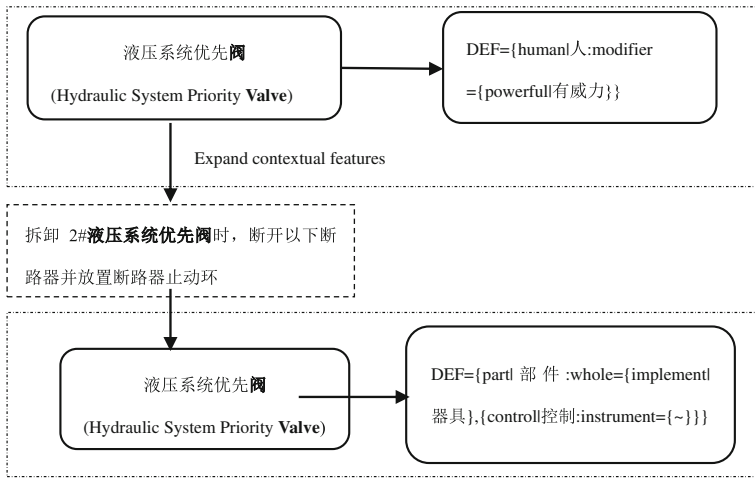 液压系统优先阀
(Hydraulic System Priority Valve)
DEF={human|人:modifier
={powerful|有威力}}
Expand contextual features
拆卸 2#液压系统优先阀时，断开以下断
路器并放置断路器止动环
液压系统优先阀
(Hydraulic System Priority Valve)
DEF={part| 部 件 :whole={implement|
器具},{control|控制:instrument={~}}}